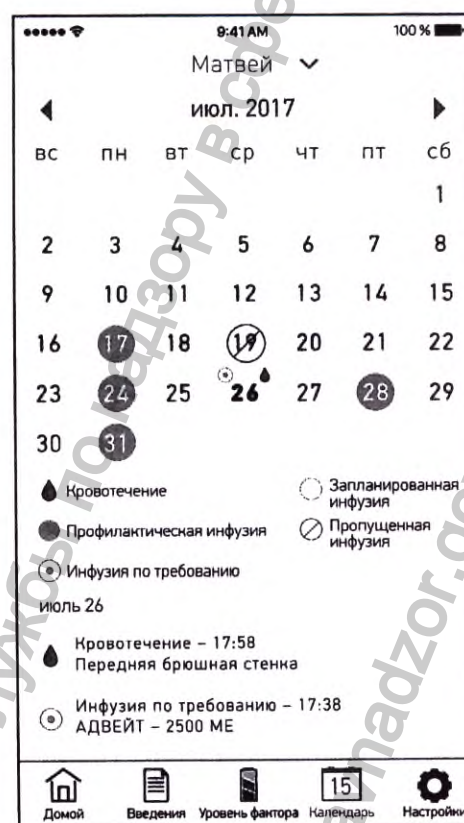 9:41 AM 100 %
Матвей
июл. 2017
вс пн вт ср чт пт сб
1
2 3 4 5 6 7 8
9 10 11 12 13 14 15
16 17 18 19 20 21 22
23 24 25 26 27 28 29
30 31
Кровотечение
Запланированная
инфузия
Профилактическая инфузия
Пропущенная
инфузия
Инфузия по требованию
июль 26
Кровотечение – 17:58
Передняя брюшная стенка
Инфузия по требованию – 17:38
АДВЕЙТ – 2500 МЕ
15
Домой Введения Уровень фактора Календарь Настройки
службы по надзору в сфе